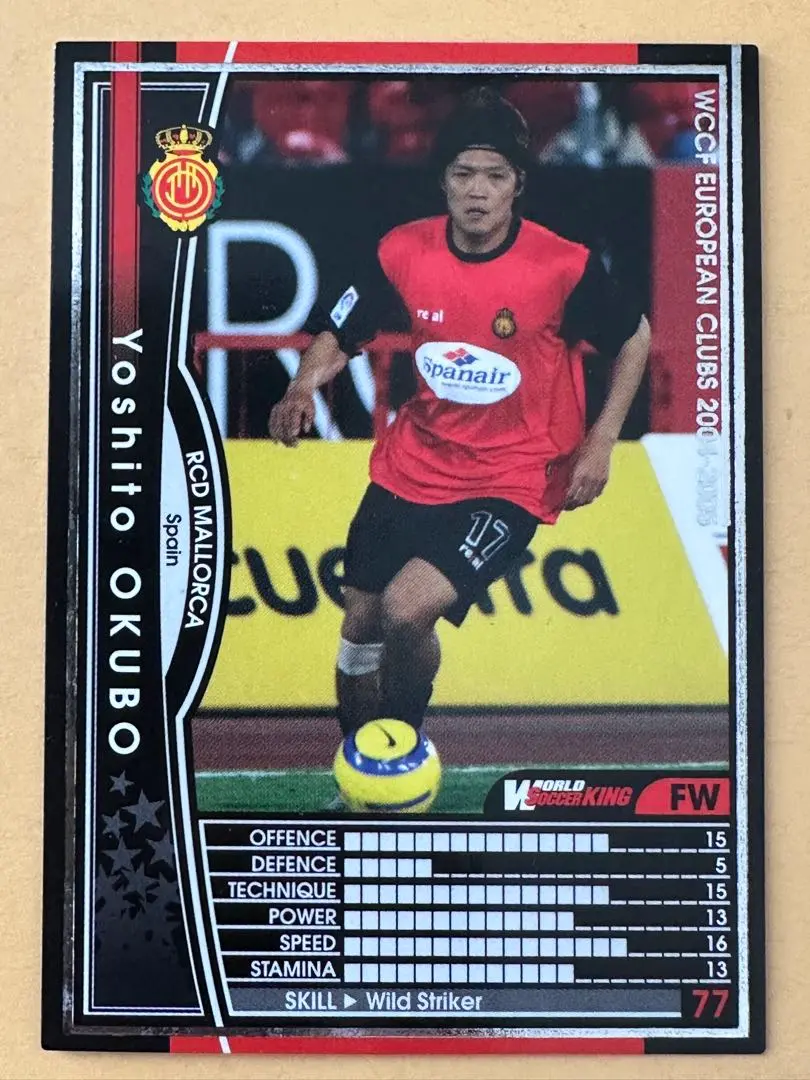 WCCF EUROPEAN CLUBS 2004-2005
Yoshito OKUBO
RCD MALLORCA
Spain
real
Spanair
17
real
WORLD
SOCCER KING
FW
OFFENCE 15
DEFENCE 5
TECHNIQUE 15
POWER 13
SPEED 16
STAMINA 13
SKILL ▶ Wild Striker 77